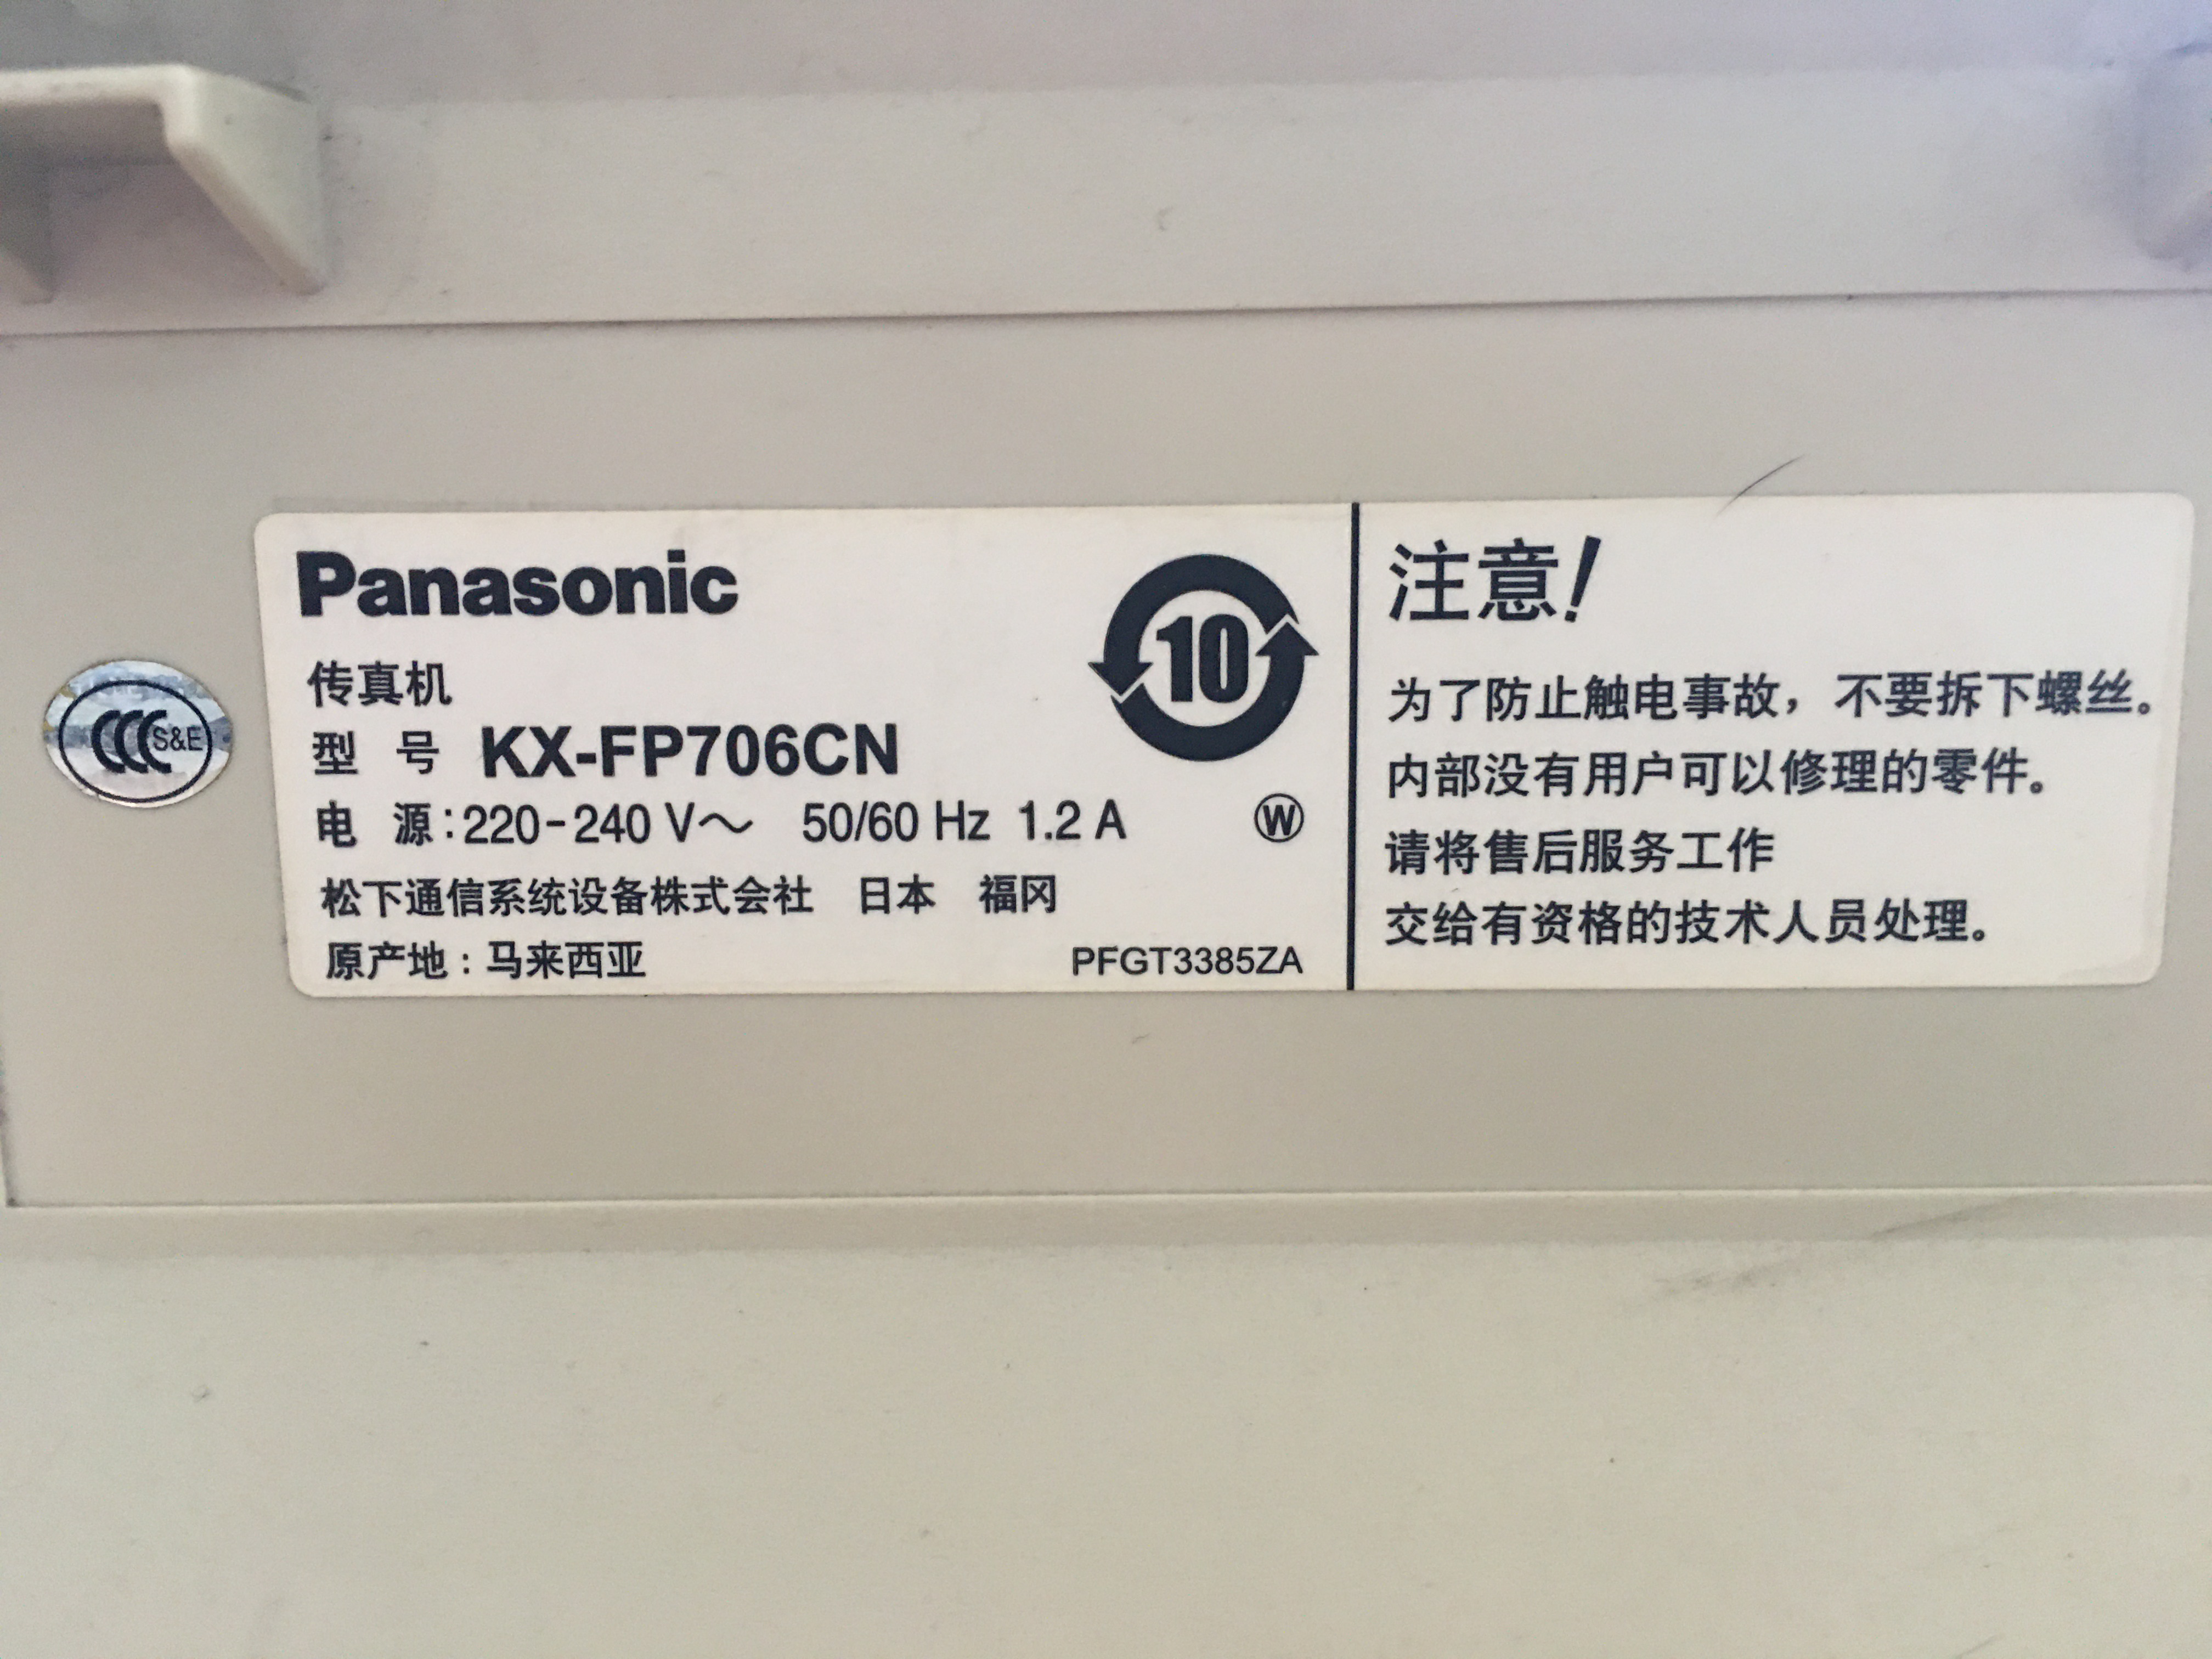 CCC S&E
Panasonic
10
传真机
型 号 KX-FP706CN
电 源:220-240 V～ 50/60 Hz 1.2 A W
松下通信系统设备株式会社 日本 福冈
原产地：马来西亚 PFGT3385ZA
注意!
为了防止触电事故，不要拆下螺丝。
内部没有用户可以修理的零件。
请将售后服务工作
交给有资格的技术人员处理。